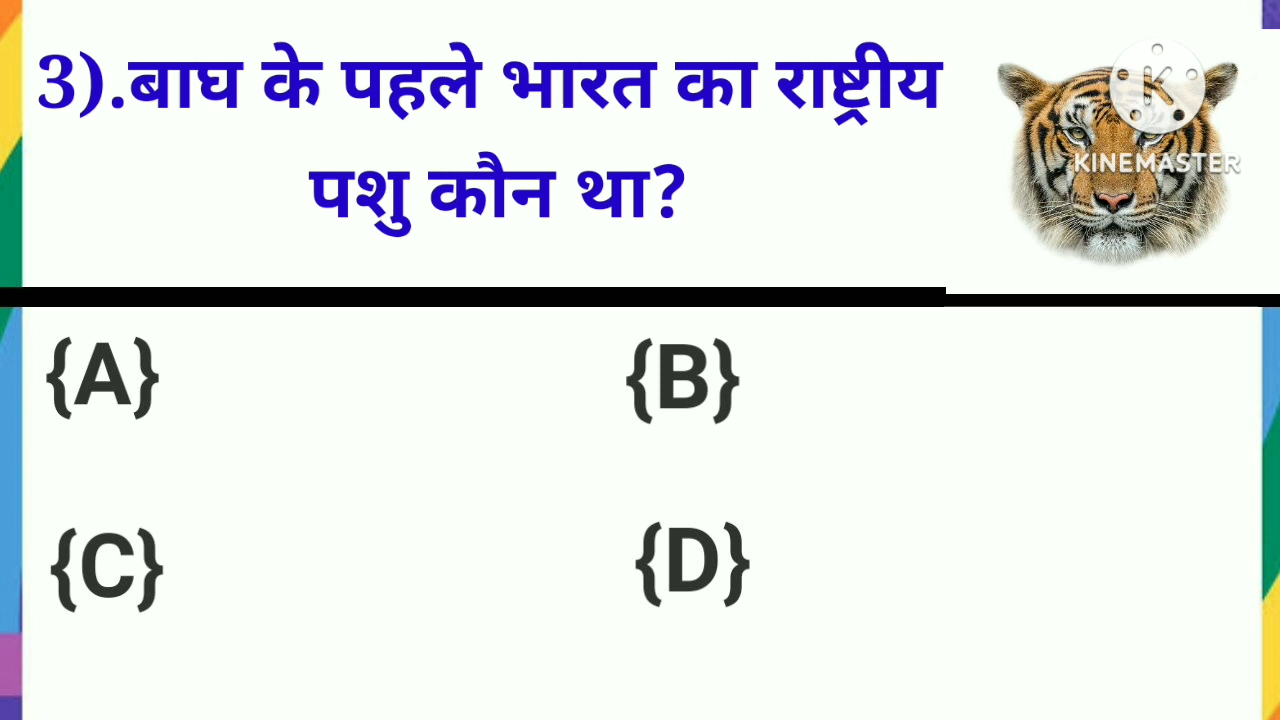 3).बाघ के पहले भारत का राष्ट्रीय
पशु कौन था?
K
KINEMASTER
{A}
{B}
{C}
{D}